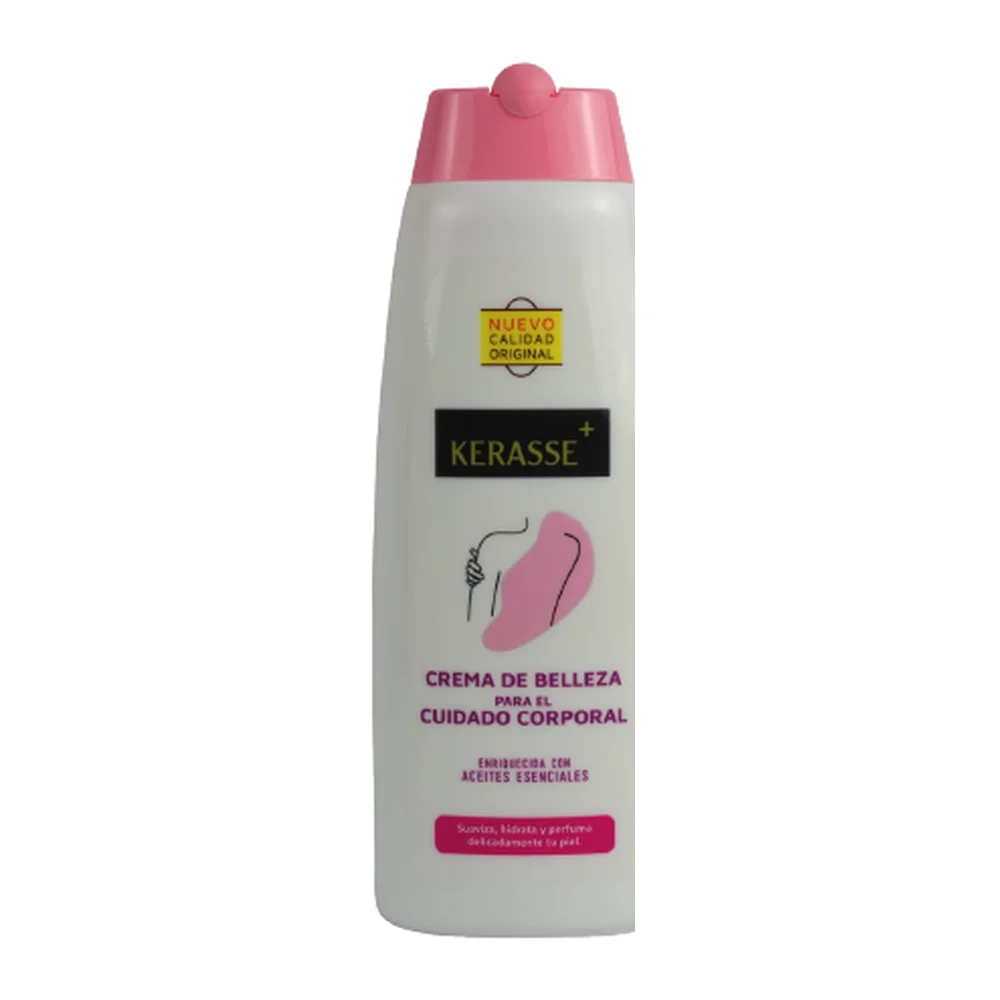 NUEVO
CALIDAD
ORIGINAL
KERASSE+
CREMA DE BELLEZA
PARA EL
CUIDADO CORPORAL
ENRIQUECIDA CON
ACEITES ESENCIALES
Suaviza, hidrata y perfuma
delicadamente tu piel.